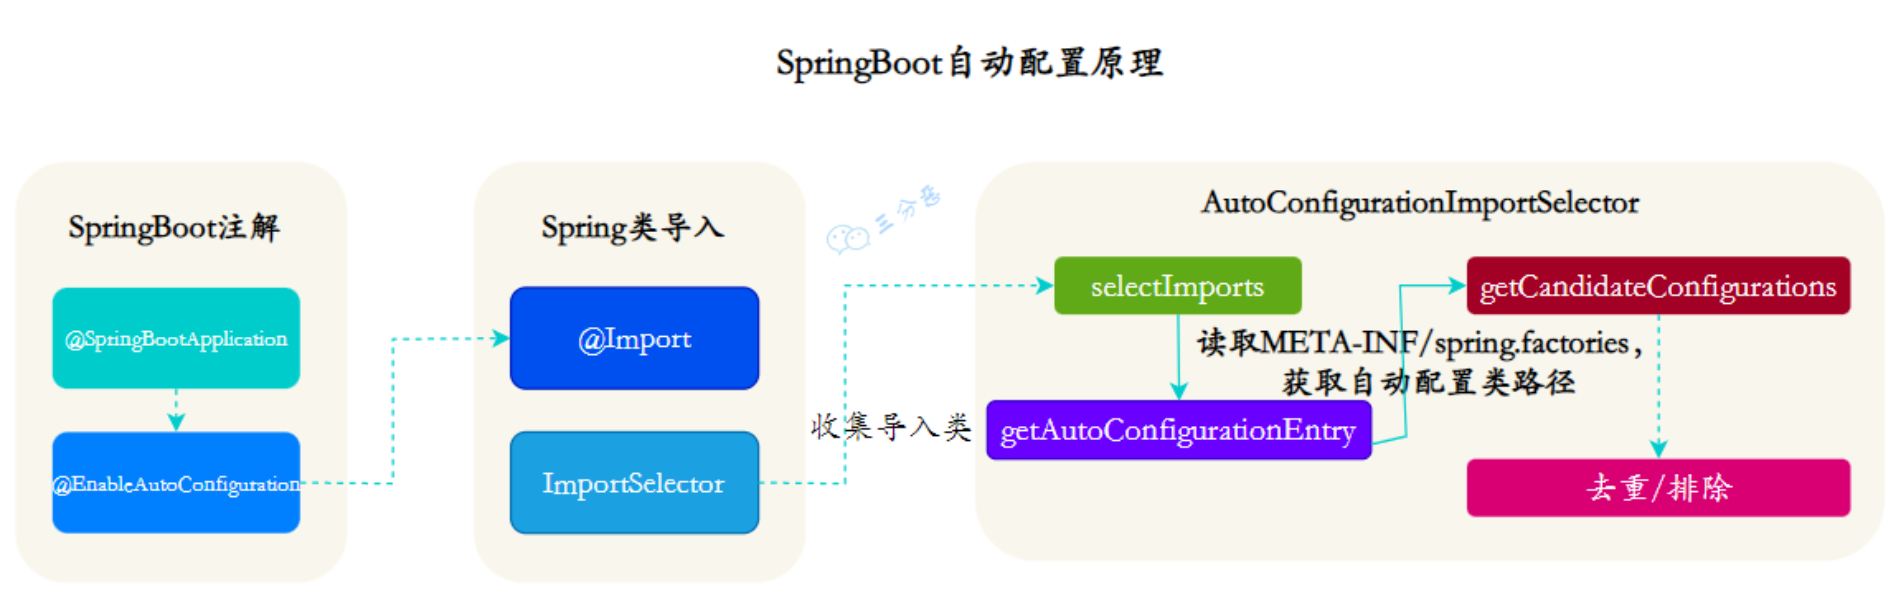 SpringBoot自动配置原理
SpringBoot注解
@SpringBootApplication
@EnableAutoConfiguration
Spring类导入
@Import
ImportSelector
三分恶
收集导入类
AutoConfigurationImportSelector
selectImports
getCandidateConfigurations
读取META-INF/spring.factories，
获取自动配置类路径
getAutoConfigurationEntry
去重/排除